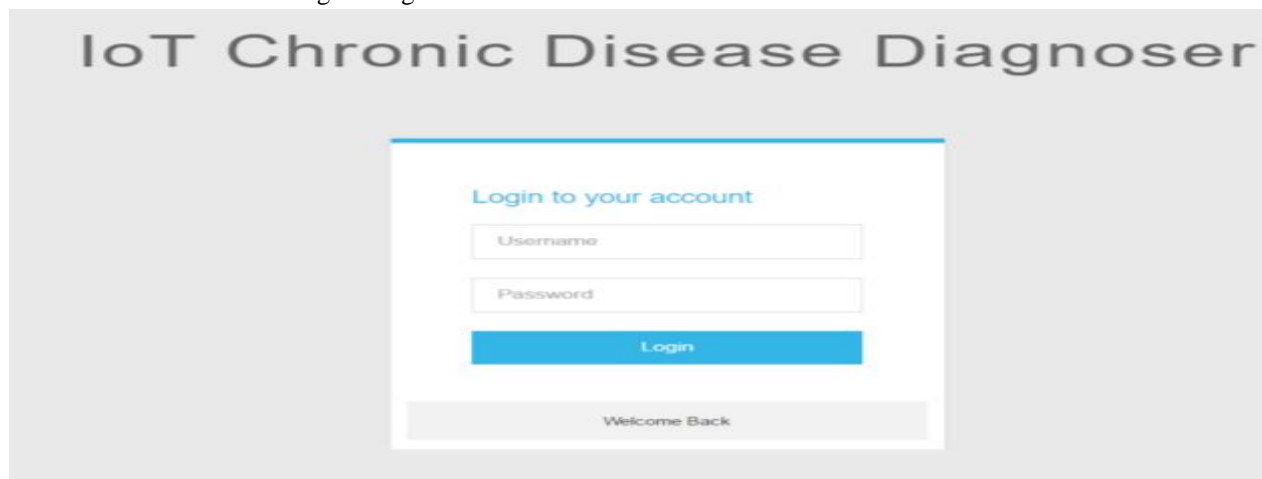 IoT Chronic Disease Diagnoser
Login to your account
Username
Password
Login
Welcome Back